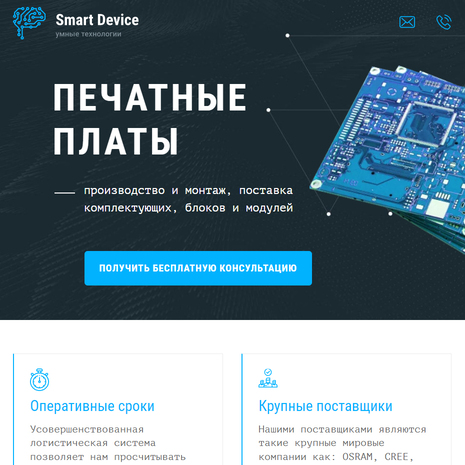 Smart Device
умные технологии
ПЕЧАТНЫЕ
ПЛАТЫ
производство и монтаж, поставка
комплектующих, блоков и модулей
ПОЛУЧИТЬ БЕСПЛАТНУЮ КОНСУЛЬТАЦИЮ
Оперативные сроки
Усовершенствованная
логистическая система
позволяет нам просчитывать
Крупные поставщики
Нашими поставщиками являются
такие крупные мировые
компании как: OSRAM, CREE,